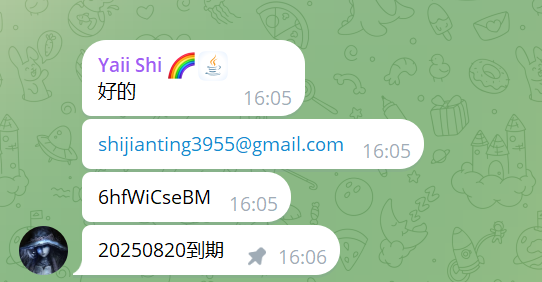 Yaii Shi 🌈
好的
16:05
shijianting3955@gmail.com 16:05
6hfWiCseBM 16:05
20250820到期 16:06